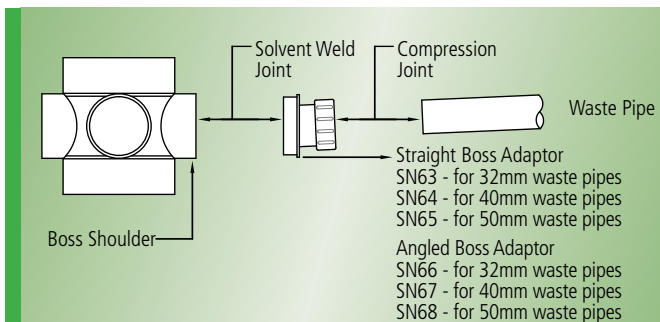 Solvent Weld
Joint
Compression
Joint
Waste Pipe
Boss Shoulder
Straight Boss Adaptor
SN63 - for 32mm waste pipes
SN64 - for 40mm waste pipes
SN65 - for 50mm waste pipes
Angled Boss Adaptor
SN66 - for 32mm waste pipes
SN67 - for 40mm waste pipes
SN68 - for 50mm waste pipes